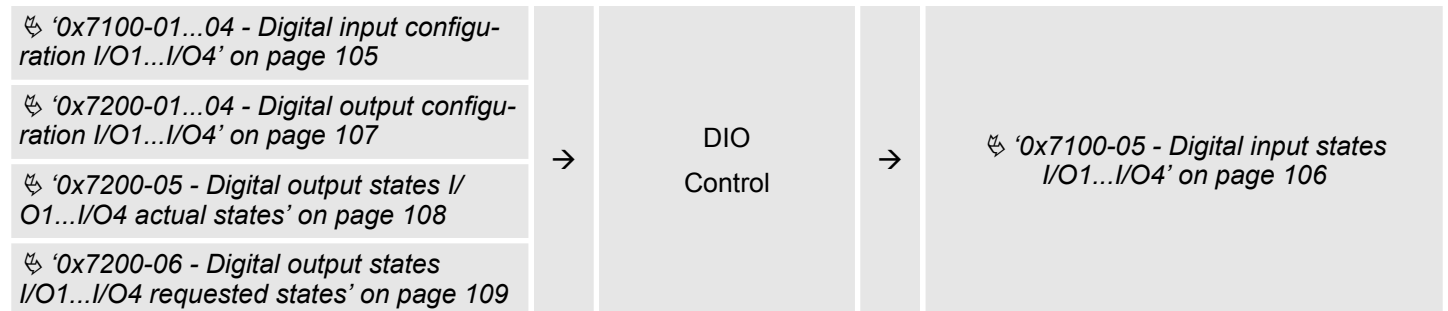 ↳ ‘0x7100-01...04 - Digital input configu-
ration I/O1...I/O4’ on page 105
↳ ‘0x7200-01...04 - Digital output configu-
ration I/O1...I/O4’ on page 107
↳ ‘0x7200-05 - Digital output states I/
O1...I/O4 actual states’ on page 108
↳ ‘0x7200-06 - Digital output states
I/O1...I/O4 requested states’ on page 109
→
DIO
Control
→
↳ ‘0x7100-05 - Digital input states
I/O1...I/O4’ on page 106